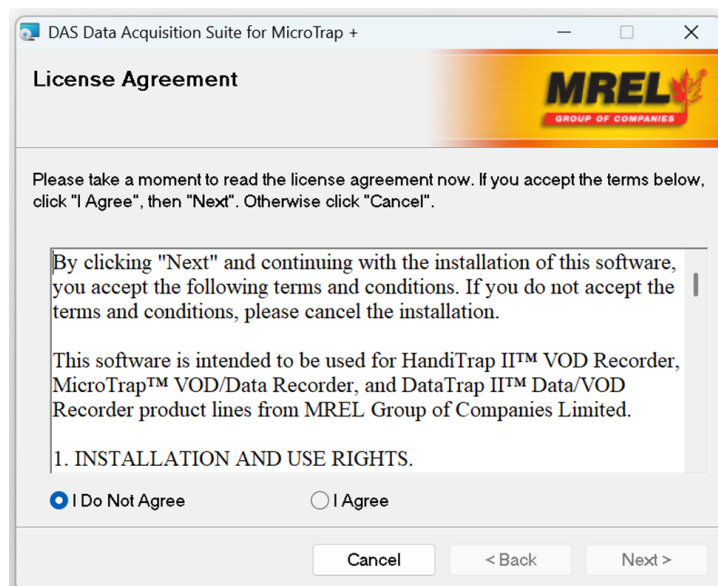 DAS Data Acquisition Suite for MicroTrap +
License Agreement
MREL
GROUP OF COMPANIES
Please take a moment to read the license agreement now. If you accept the terms below,
click "I Agree", then "Next". Otherwise click "Cancel".
By clicking "Next" and continuing with the installation of this software,
you accept the following terms and conditions. If you do not accept the
terms and conditions, please cancel the installation.
This software is intended to be used for HandiTrap II™ VOD Recorder,
MicroTrap™ VOD/Data Recorder, and DataTrap II™ Data/VOD
Recorder product lines from MREL Group of Companies Limited.
1. INSTALLATION AND USE RIGHTS.
I Do Not Agree I Agree
Cancel < Back Next >